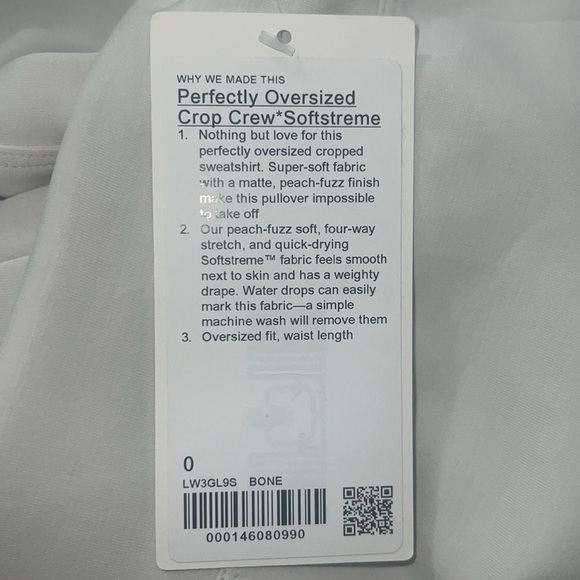 WHY WE MADE THIS
Perfectly Oversized
Crop Crew*Softstreme
1. Nothing but love for this
perfectly oversized cropped
sweatshirt. Super-soft fabric
with a matte, peach-fuzz finish
make this pullover impossible
to take off
2. Our peach-fuzz soft, four-way
stretch, and quick-drying
Softstreme™ fabric feels smooth
next to skin and has a weighty
drape. Water drops can easily
mark this fabric—a simple
machine wash will remove them
3. Oversized fit, waist length
0
LW3GL9S BONE
000146080990